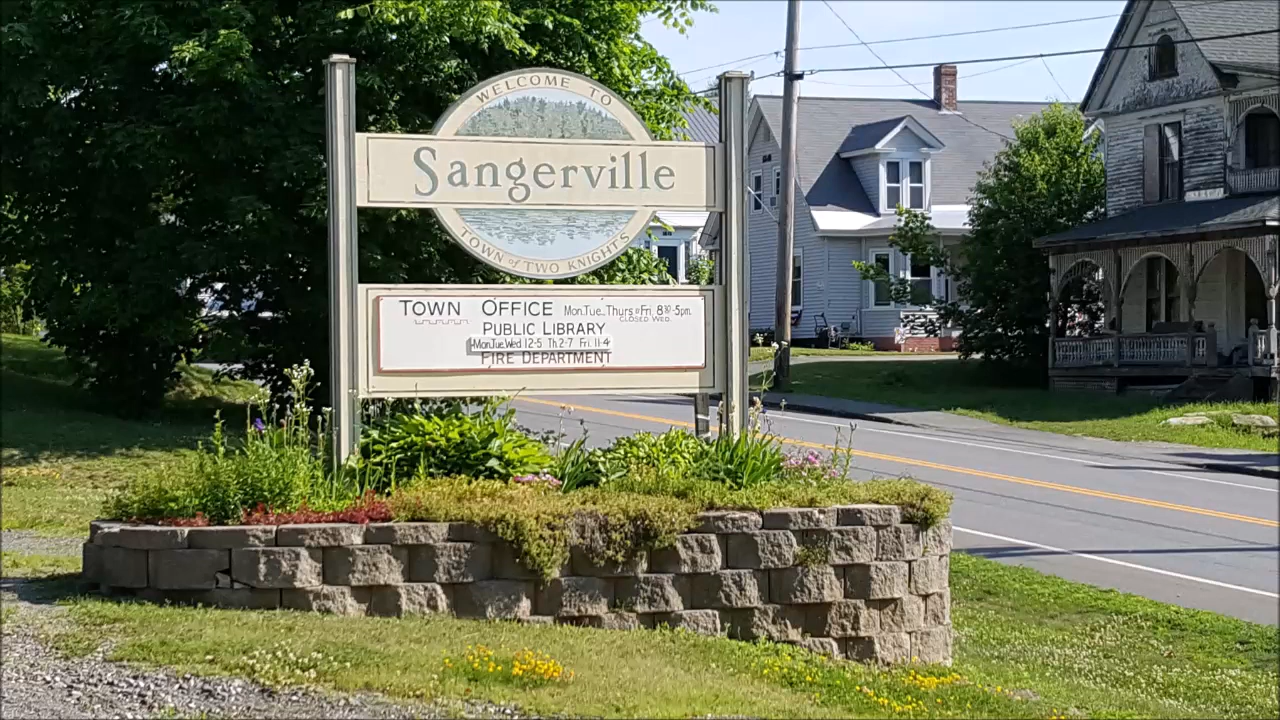 WELCOME TO
Sangerville
TOWN of TWO KNIGHTS
TOWN OFFICE Mon.Tue. Thurs & Fri. 8:30-5pm.
CLOSED WED.
PUBLIC LIBRARY
Mon.Tue.Wed 12-5 Th.2-7 Fri. 11-4
FIRE DEPARTMENT